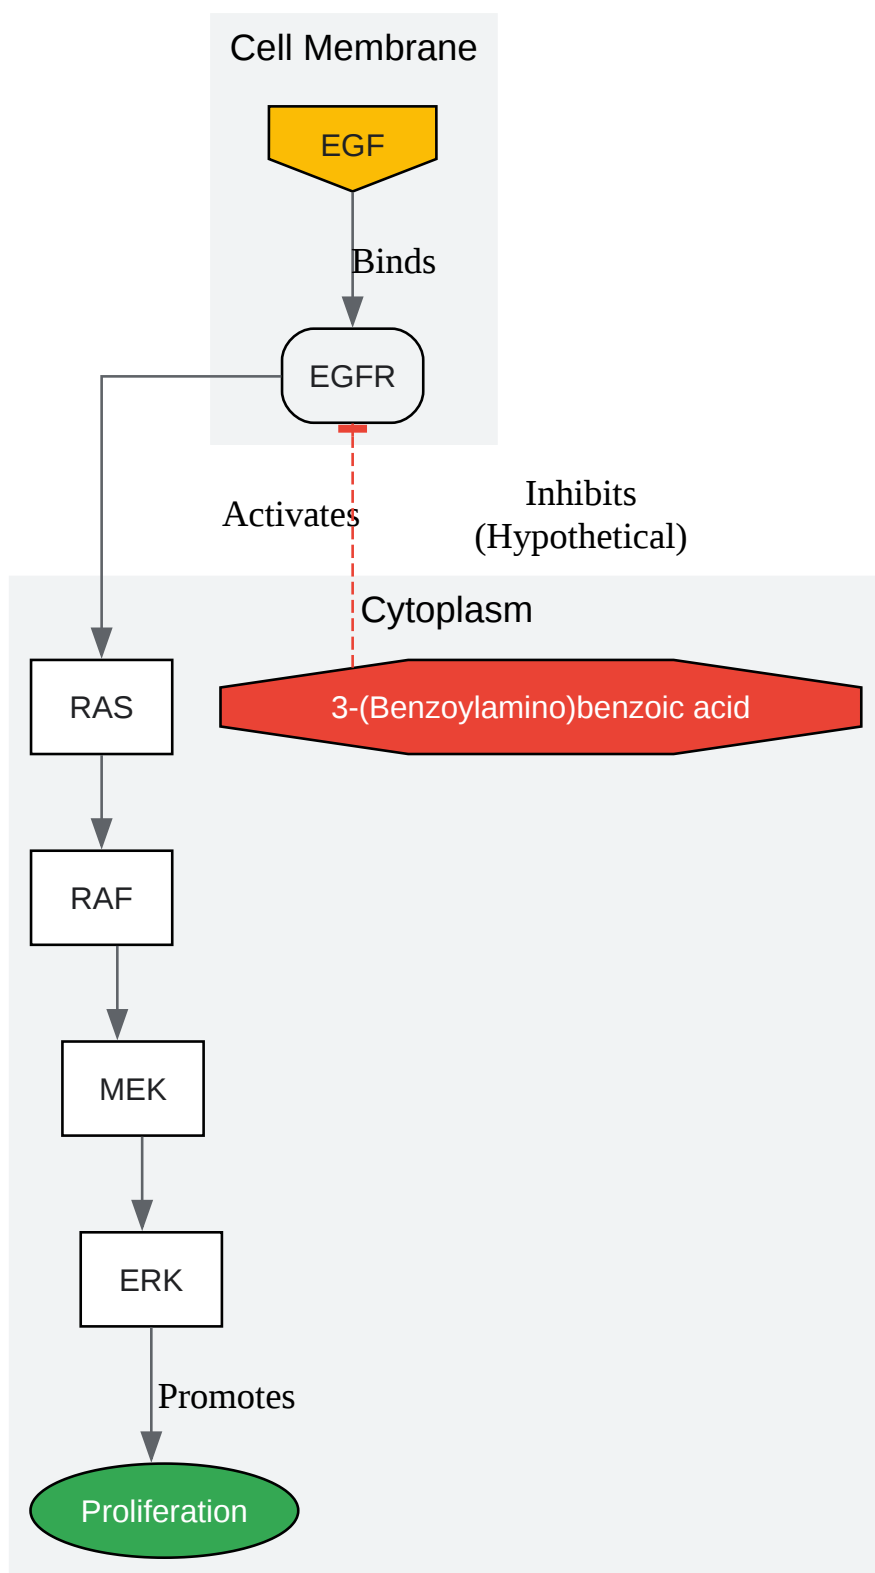 Cell Membrane
EGF
Binds
EGFR
Activates
Inhibits
(Hypothetical)
Cytoplasm
RAS
3-(Benzoylamino)benzoic acid
RAF
MEK
ERK
Promotes
Proliferation